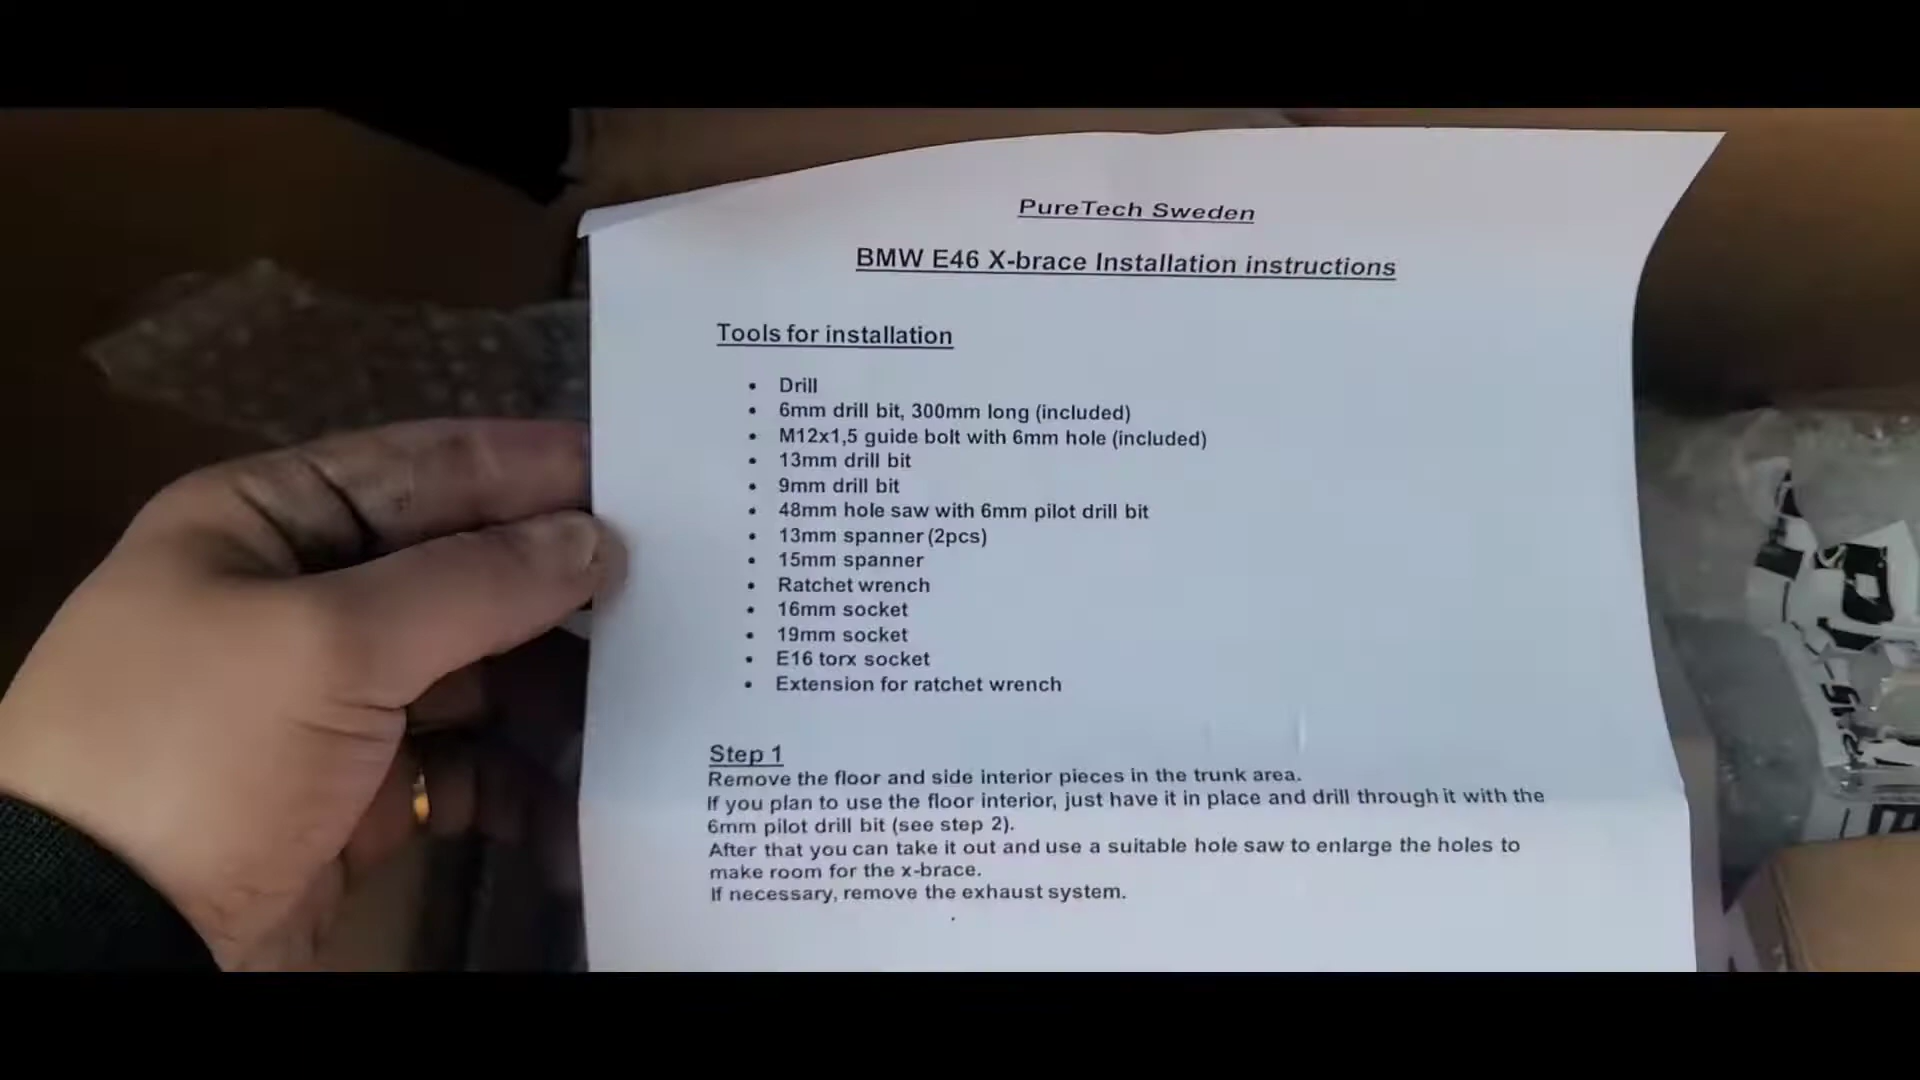 PureTech Sweden
BMW E46 X-brace Installation instructions
Tools for installation
• Drill
• 6mm drill bit, 300mm long (included)
• M12x1,5 guide bolt with 6mm hole (included)
• 13mm drill bit
• 9mm drill bit
• 48mm hole saw with 6mm pilot drill bit
• 13mm spanner (2pcs)
• 15mm spanner
• Ratchet wrench
• 16mm socket
• 19mm socket
• E16 torx socket
• Extension for ratchet wrench
Step 1
Remove the floor and side interior pieces in the trunk area.
If you plan to use the floor interior, just have it in place and drill through it with the
6mm pilot drill bit (see step 2).
After that you can take it out and use a suitable hole saw to enlarge the holes to
make room for the x-brace.
If necessary, remove the exhaust system.